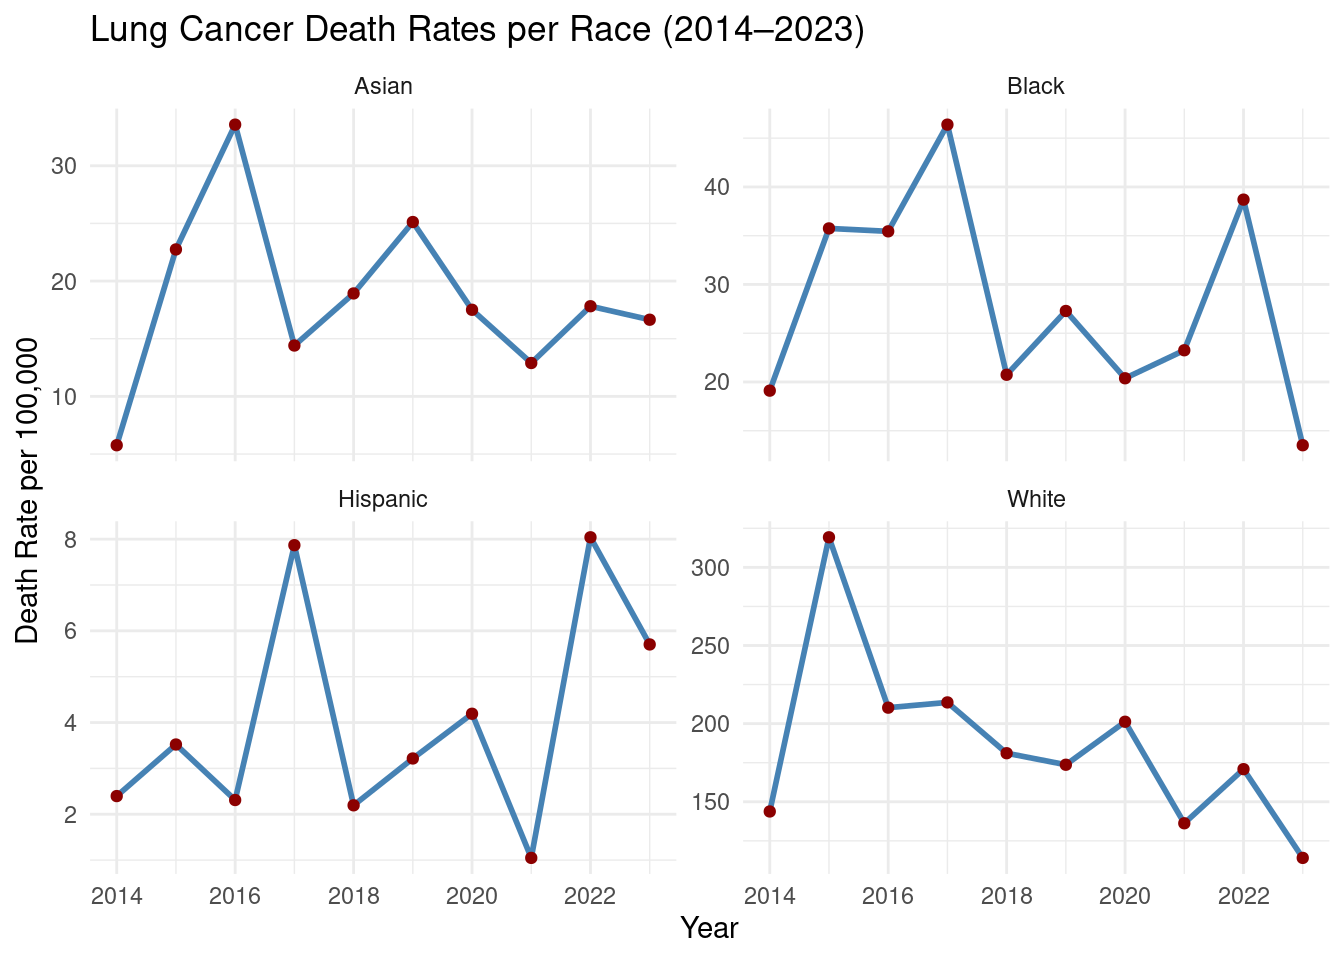 Lung Cancer Death Rates per Race (2014–2023)
Asian
Black
30
20
10
40
30
20
Death Rate per 100,000
Hispanic
White
8
6
4
2
300
250
200
150
2014 2016 2018 2020 2022
2014 2016 2018 2020 2022
Year